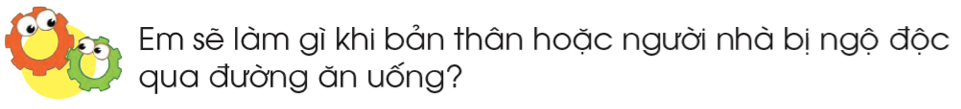 Em sẽ làm gì khi bản thân hoặc người nhà bị ngộ độc
qua đường ăn uống?